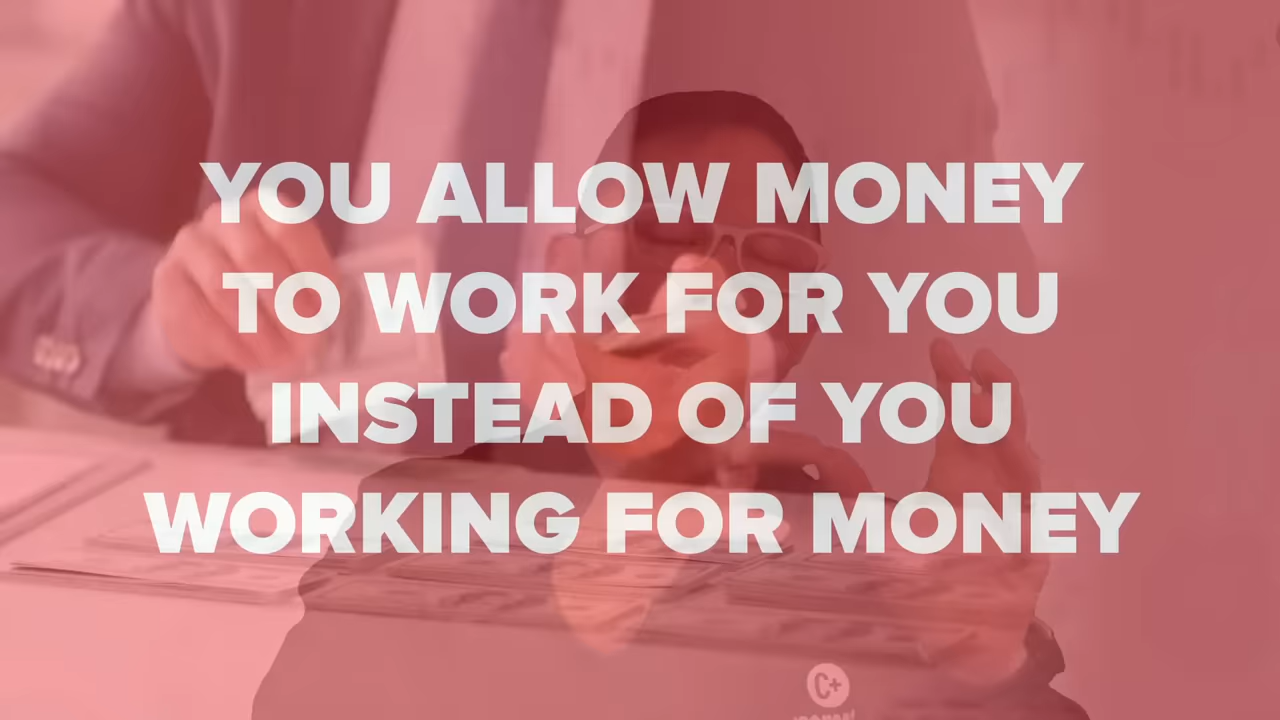 YOU ALLOW MONEY
TO WORK FOR YOU
INSTEAD OF YOU
WORKING FOR MONEY
C+